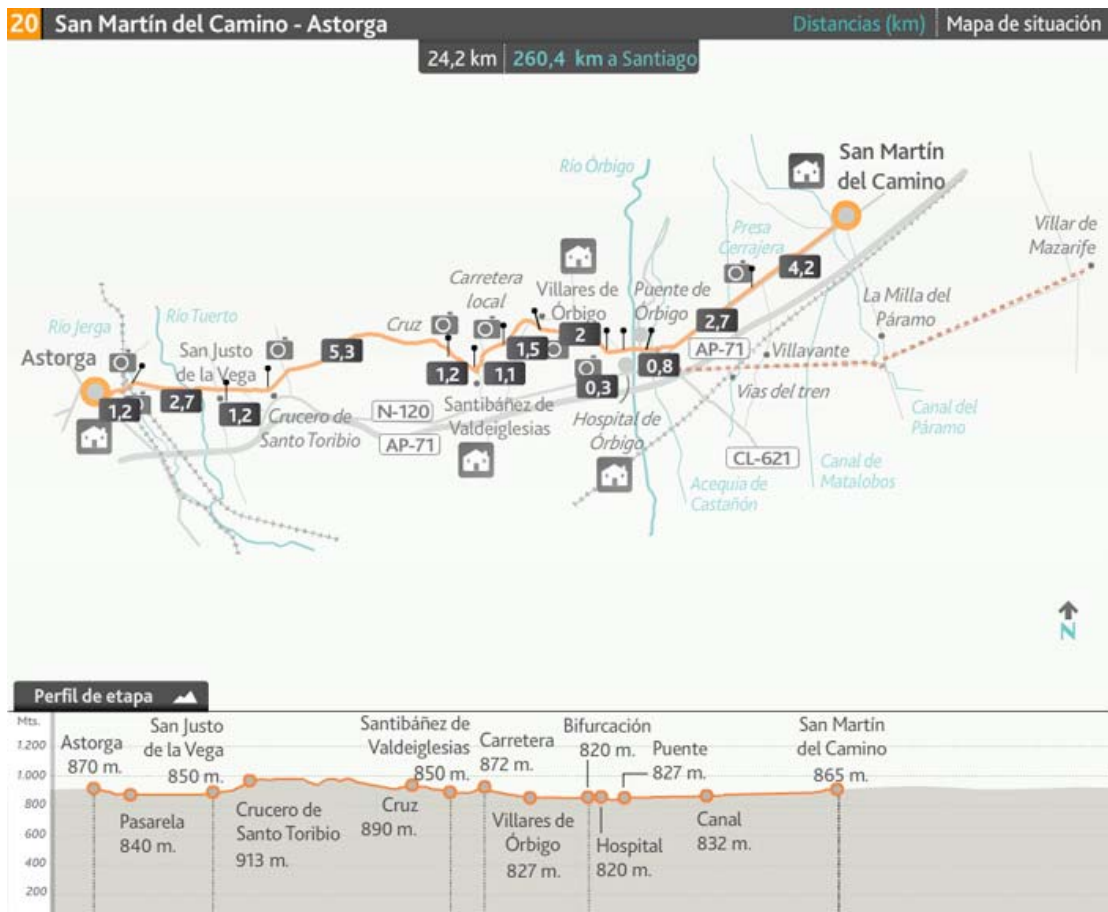 20 San Martín del Camino - Astorga
Distancias (km) | Mapa de situación
24,2 km | 260,4 km a Santiago
San Martín
del Camino
Río Órbigo
Villar de
Mazarife
Presa
Cerrajera
4,2
Carretera
local
Villares de
Órbigo
Puente de
Órbigo
La Milla del
Páramo
Río Jerga
Río Tuerto
Cruz
2
2,7
San Justo
de la Vega
5,3
1,5
AP-71
Villavante
Astorga
1,2
1,1
0,8
1,2
2,7
1,2
0,3
Vías del tren
Crucero de
Santo Toribio
N-120
AP-71
Santibáñez de
Valdeiglesias
Hospital de
Órbigo
Canal del
Páramo
CL-621
Canal de
Matalobos
Acequia de
Castañón
N
Perfil de etapa
Mts.
1.200
1.000
800
600
400
200
Astorga
870 m.
Pasarela
840 m.
San Justo
de la Vega
850 m.
Crucero de
Santo Toribio
913 m.
Cruz
890 m.
Santibáñez de
Valdeiglesias
850 m.
Carretera
872 m.
Villares de
Órbigo
827 m.
Bifurcación
820 m.
Hospital
820 m.
Puente
827 m.
Canal
832 m.
San Martín
del Camino
865 m.